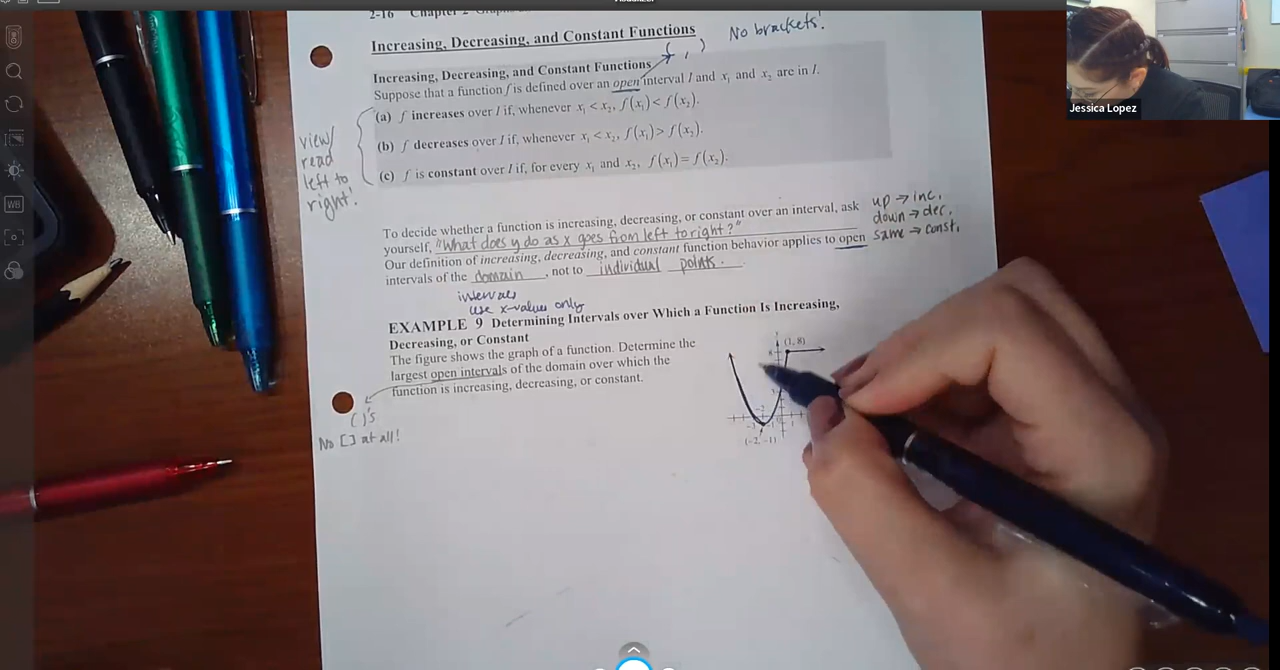 2-16 Chapter 2
Increasing, Decreasing, and Constant Functions
No brackets!
( , )
Increasing, Decreasing, and Constant Functions
Suppose that a function f is defined over an open interval I and x₁ and x₂ are in I.
(a) f increases over I if, whenever x₁ < x₂, f(x₁) < f(x₂).
(b) f decreases over I if, whenever x₁ < x₂, f(x₁) > f(x₂).
(c) f is constant over I if, for every x₁ and x₂, f(x₁) = f(x₂).
view/
read
left to
right!
To decide whether a function is increasing, decreasing, or constant over an interval, ask
yourself, "What does y do as x goes from left to right?"
Our definition of increasing, decreasing, and constant function behavior applies to open
intervals of the domain, not to individual points.
up → inc.
down → dec.
same → const.
intervals
use x-values only
EXAMPLE 9 Determining Intervals over Which a Function Is Increasing,
Decreasing, or Constant
The figure shows the graph of a function. Determine the
largest open intervals of the domain over which the
function is increasing, decreasing, or constant.
( )'s
No [ ] at all!
y
(1, 8)
8
-2
(-2, -1)
Jessica Lopez
WB